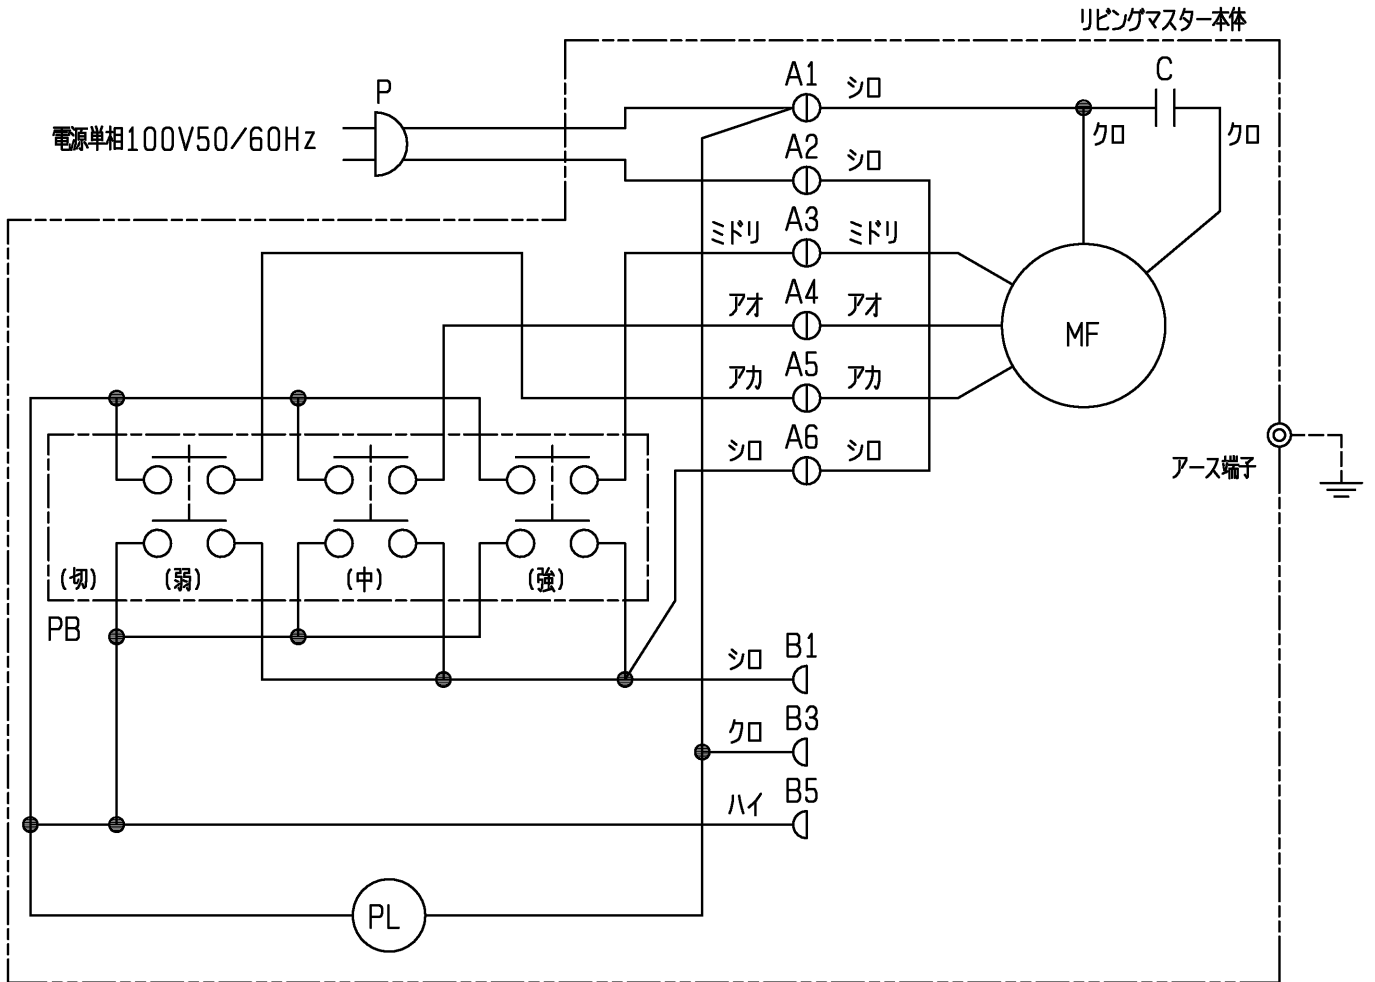 リビングマスター本体
P
電源単相100V50/60Hz
A1
シロ
C
クロ
クロ
A2
シロ
ミドリ
A3
ミドリ
アオ
A4
アオ
MF
アカ
A5
アカ
シロ
A6
シロ
アース端子
(切)
(弱)
(中)
(強)
PB
シロ
B1
クロ
B3
ハイ
B5
PL